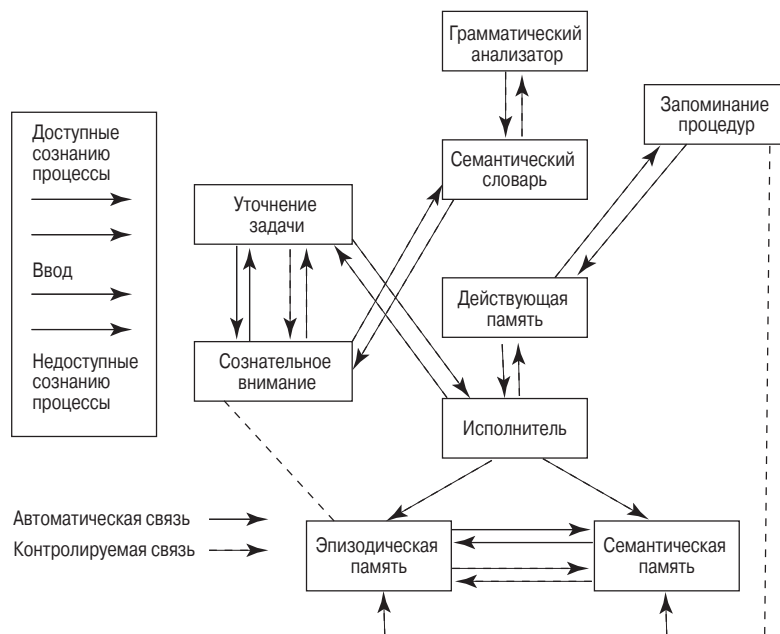 Грамматический
анализатор
Запоминание
процедур
Доступные
сознанию
процессы
Ввод
Недоступные
сознанию
процессы
Семантический
словарь
Уточнение
задачи
Действующая
память
Сознательное
внимание
Исполнитель
Автоматическая связь
Контролируемая связь
Эпизодическая
память
Семантическая
память